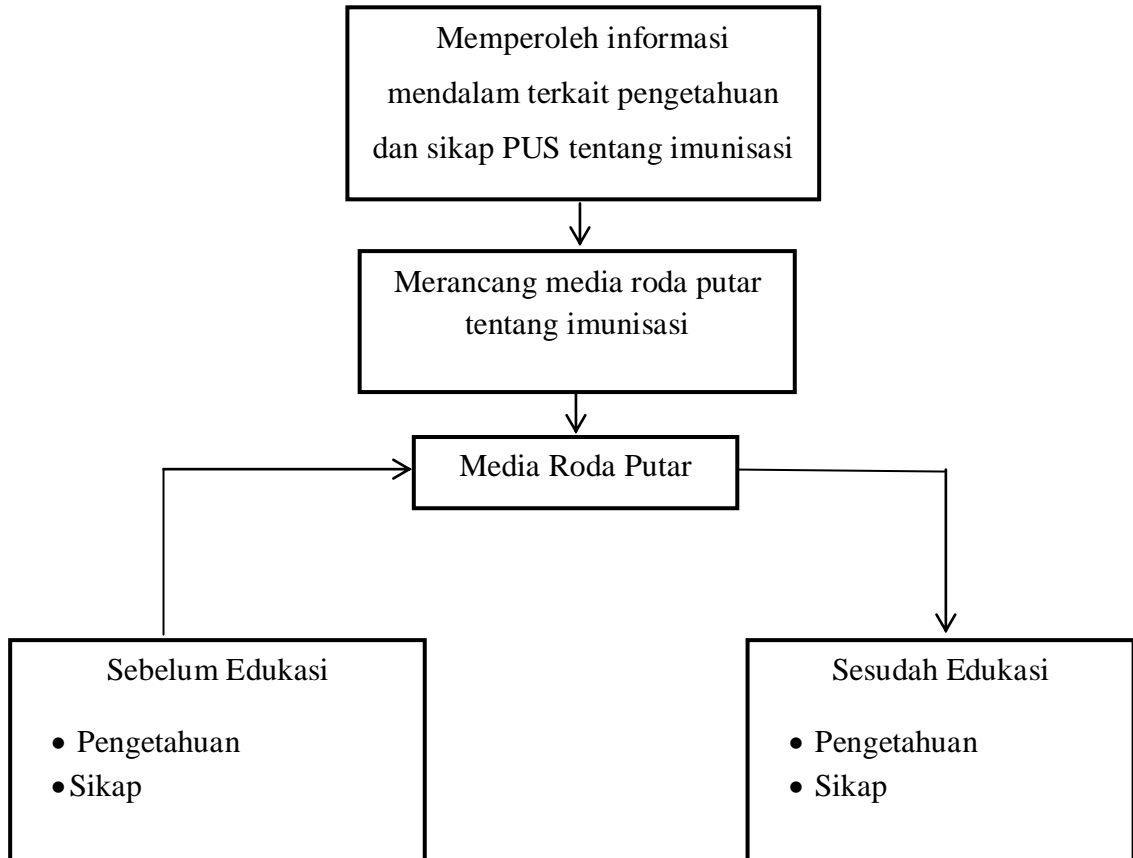 Memperoleh informasi
mendalam terkait pengetahuan
dan sikap PUS tentang imunisasi
Merancang media roda putar
tentang imunisasi
Media Roda Putar
Sebelum Edukasi
• Pengetahuan
• Sikap
Sesudah Edukasi
• Pengetahuan
• Sikap